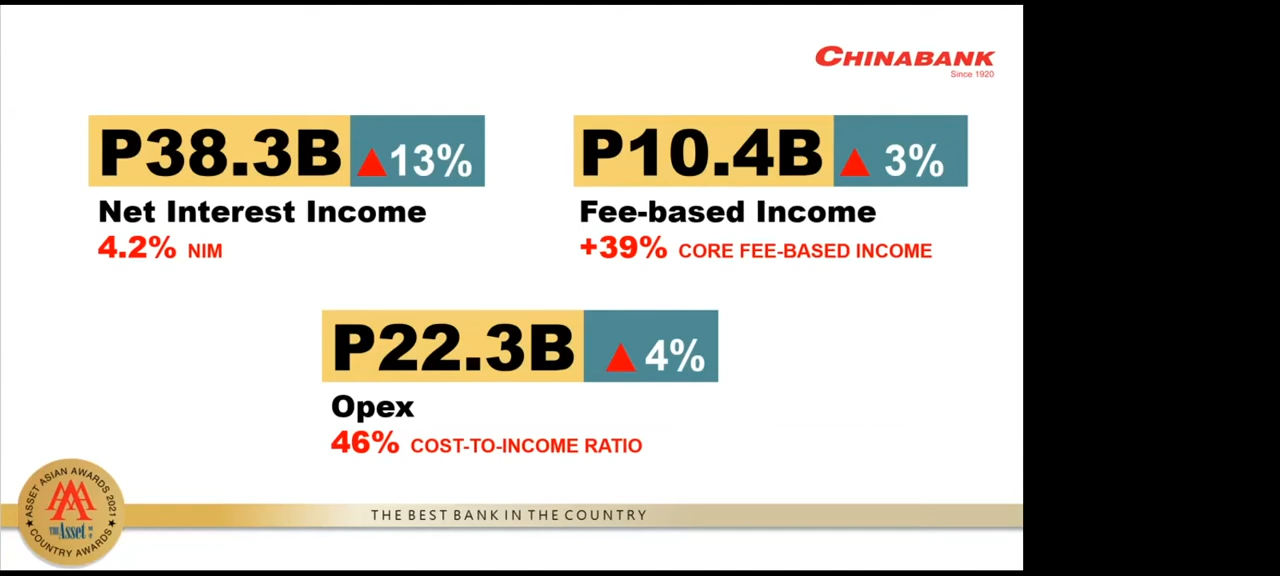 CHINABANK
Since 1920
P38.3B ▲13%
Net Interest Income
4.2% NIM
P10.4B ▲ 3%
Fee-based Income
+39% CORE FEE-BASED INCOME
P22.3B ▲ 4%
Opex
46% COST-TO-INCOME RATIO
ASSET ASIAN AWARDS 2021
AAA
THE Asset
COUNTRY AWARDS
THE BEST BANK IN THE COUNTRY